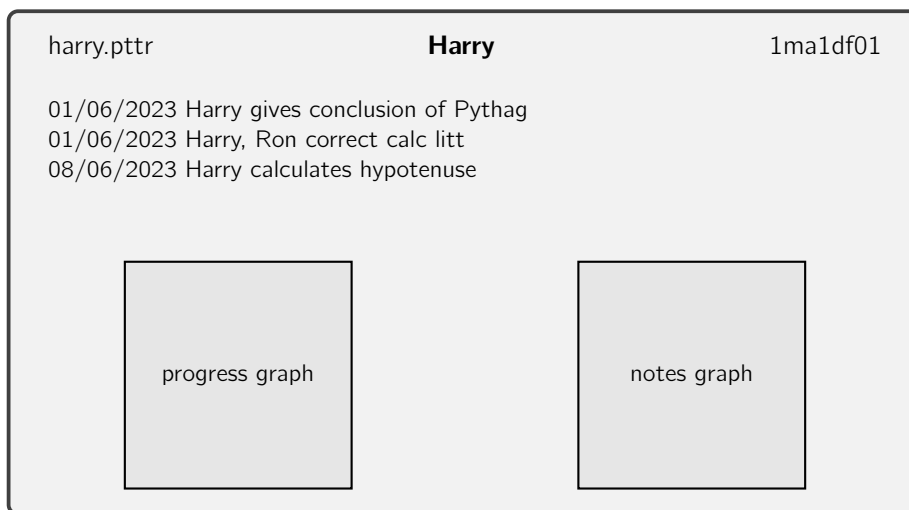 harry.pttr Harry 1ma1df01
01/06/2023 Harry gives conclusion of Pythag
01/06/2023 Harry, Ron correct calc litt
08/06/2023 Harry calculates hypotenuse
progress graph notes graph